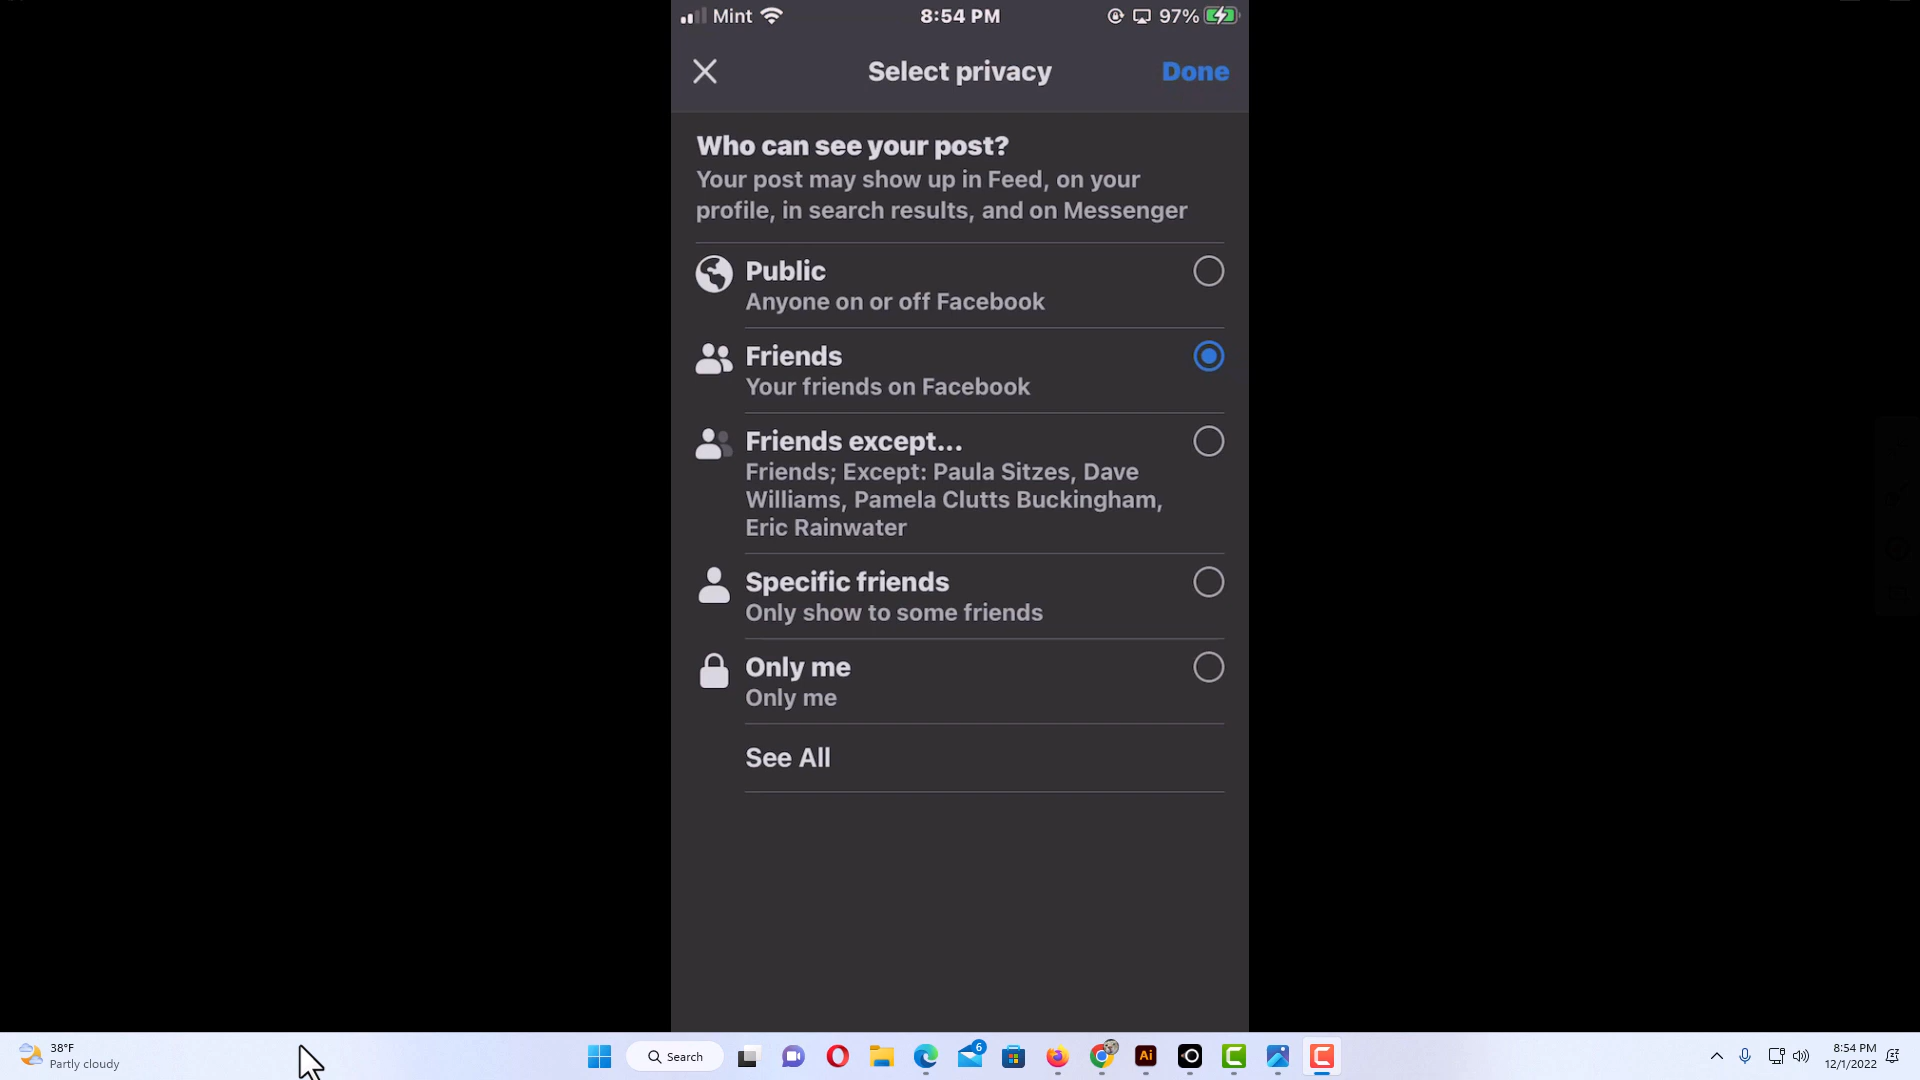 Mint 8:54 PM 97%
Select privacy Done
Who can see your post?
Your post may show up in Feed, on your
profile, in search results, and on Messenger
Public
Anyone on or off Facebook
Friends
Your friends on Facebook
Friends except...
Friends; Except: Paula Sitzes, Dave
Williams, Pamela Clutts Buckingham,
Eric Rainwater
Specific friends
Only show to some friends
Only me
Only me
See All
38°F
Partly cloudy
Search
6
Ai
8:54 PM
12/1/2022